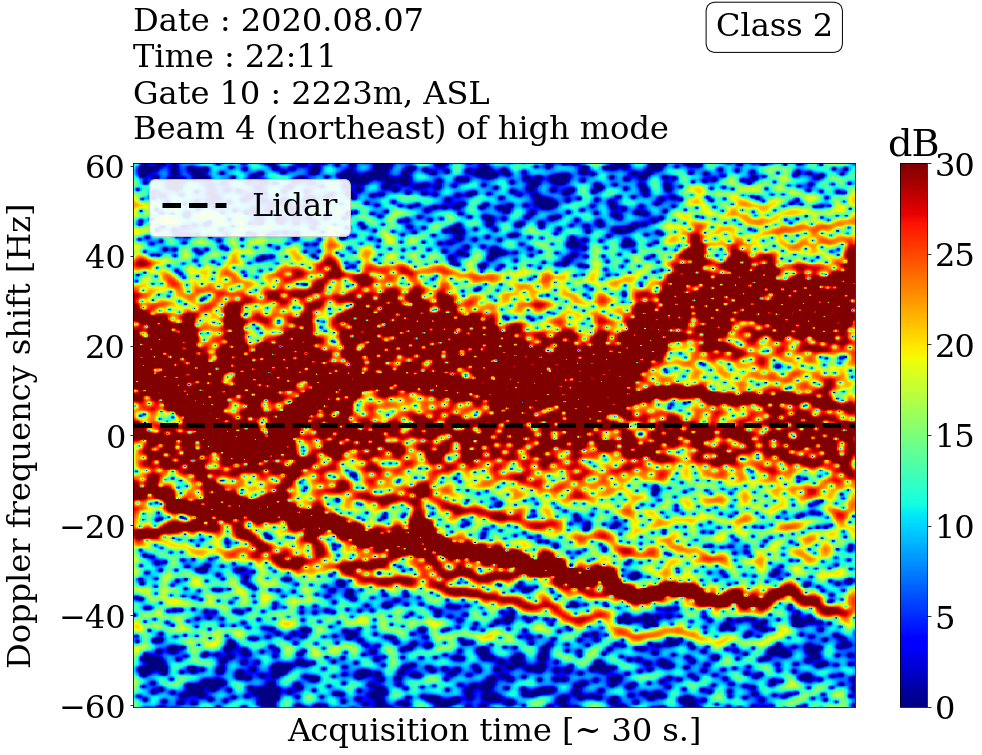 Date : 2020.08.07
Time : 22:11
Gate 10 : 2223m, ASL
Beam 4 (northeast) of high mode
Class 2
dB
Lidar
60
40
20
0
−20
−40
−60
Doppler frequency shift [Hz]
Acquisition time [~ 30 s.]
30
25
20
15
10
5
0